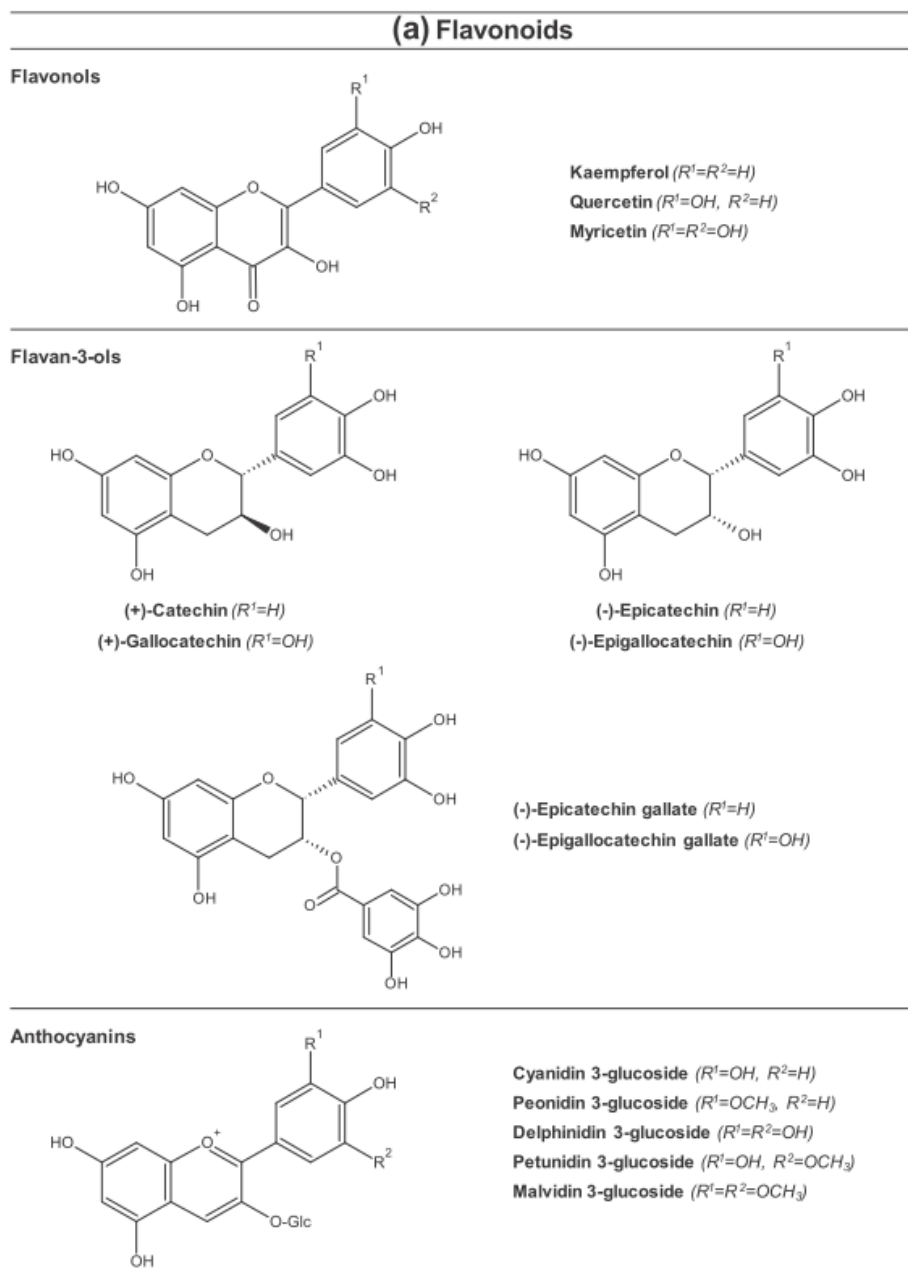 (a) Flavonoids
Flavonols
R¹
OH
HO
O
R²
OH
OH
O
Kaempferol (R¹=R²=H)
Quercetin (R¹=OH, R²=H)
Myricetin (R¹=R²=OH)
Flavan-3-ols
R¹
OH
HO
O
OH
OH
OH
(+)-Catechin (R¹=H)
(+)-Gallocatechin (R¹=OH)
R¹
OH
HO
O
OH
OH
OH
(-)-Epicatechin (R¹=H)
(-)-Epigallocatechin (R¹=OH)
R¹
OH
HO
O
OH
O
OH
O
OH
OH
OH
(-)-Epicatechin gallate (R¹=H)
(-)-Epigallocatechin gallate (R¹=OH)
Anthocyanins
R¹
OH
HO
O⁺
R²
O-Glc
OH
Cyanidin 3-glucoside (R¹=OH, R²=H)
Peonidin 3-glucoside (R¹=OCH₃, R²=H)
Delphinidin 3-glucoside (R¹=R²=OH)
Petunidin 3-glucoside (R¹=OH, R²=OCH₃)
Malvidin 3-glucoside (R¹=R²=OCH₃)